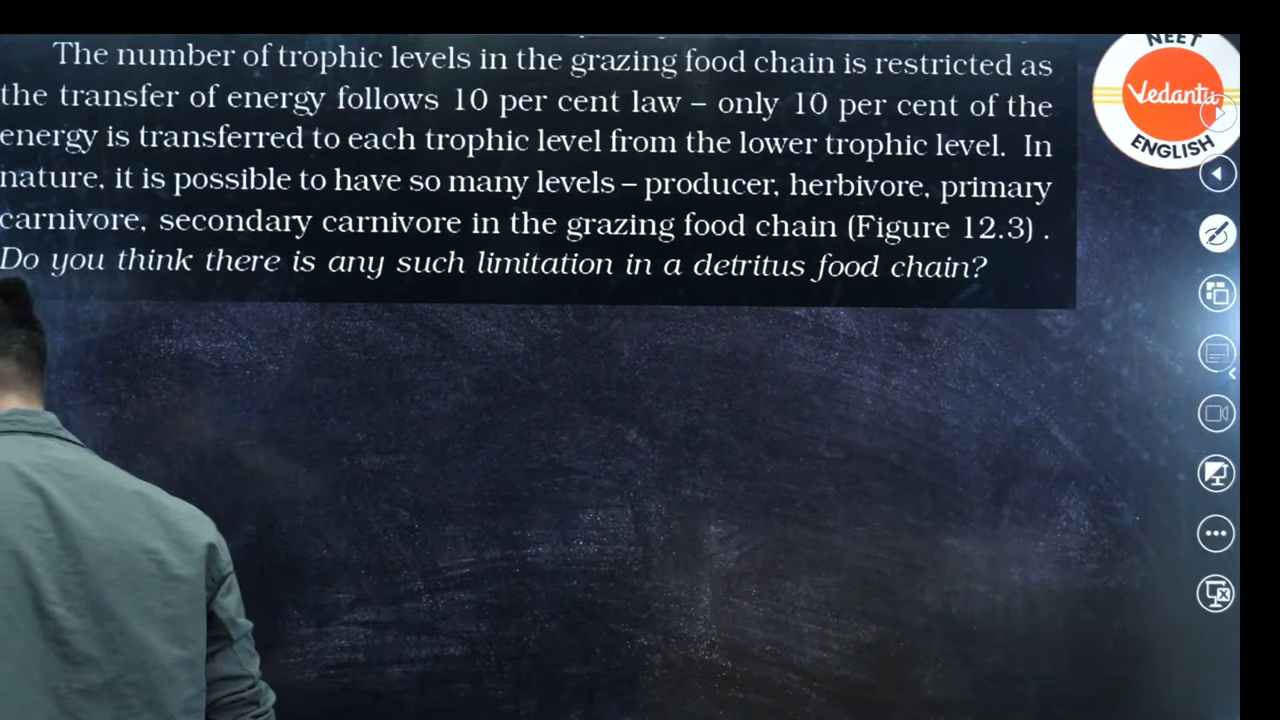 The number of trophic levels in the grazing food chain is restricted as
the transfer of energy follows 10 per cent law – only 10 per cent of the
energy is transferred to each trophic level from the lower trophic level. In
nature, it is possible to have so many levels – producer, herbivore, primary
carnivore, secondary carnivore in the grazing food chain (Figure 12.3) .
Do you think there is any such limitation in a detritus food chain?
NEET
Vedantu
ENGLISH